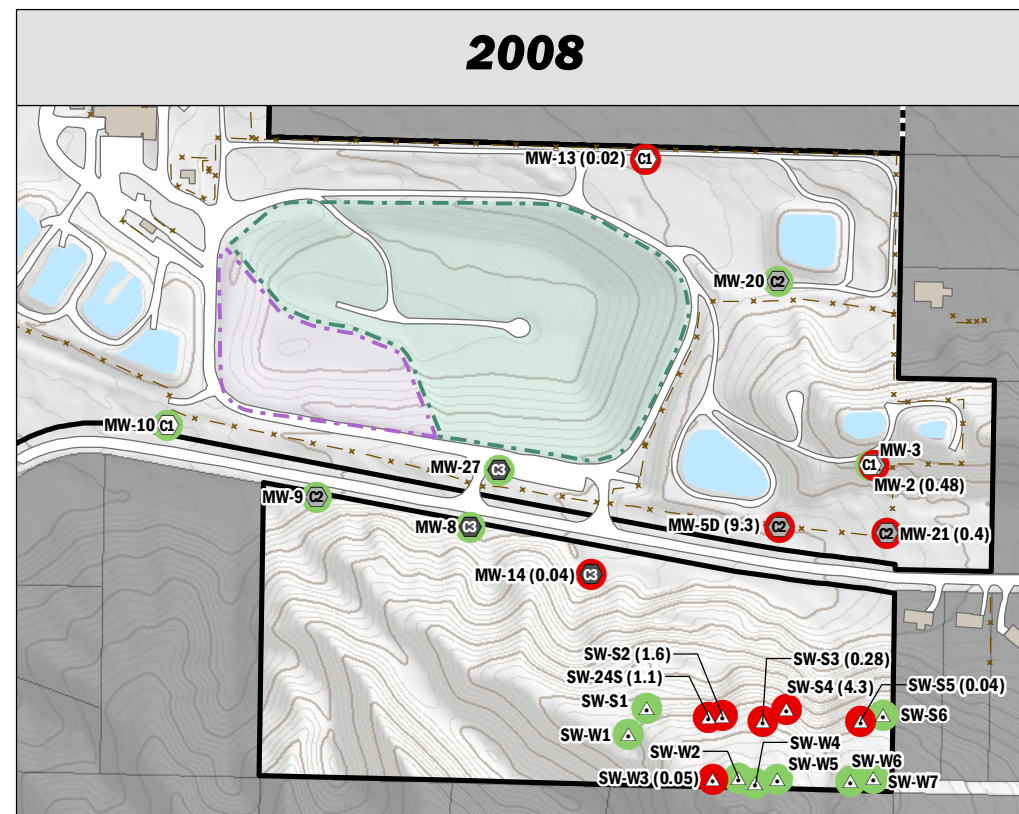 2008
MW-13 (0.02)
C1
MW-20
C2
MW-10
C1
MW-27
C3
MW-3
C1
MW-2 (0.48)
MW-9
C2
MW-8
C3
MW-5D (9.3)
C2
C2
MW-21 (0.4)
MW-14 (0.04)
C3
SW-S2 (1.6)
SW-S3 (0.28)
SW-24S (1.1)
SW-S4 (4.3)
SW-S5 (0.04)
SW-S1
SW-S6
SW-W1
SW-W4
SW-W2
SW-W5
SW-W6
SW-W3 (0.05)
SW-W7